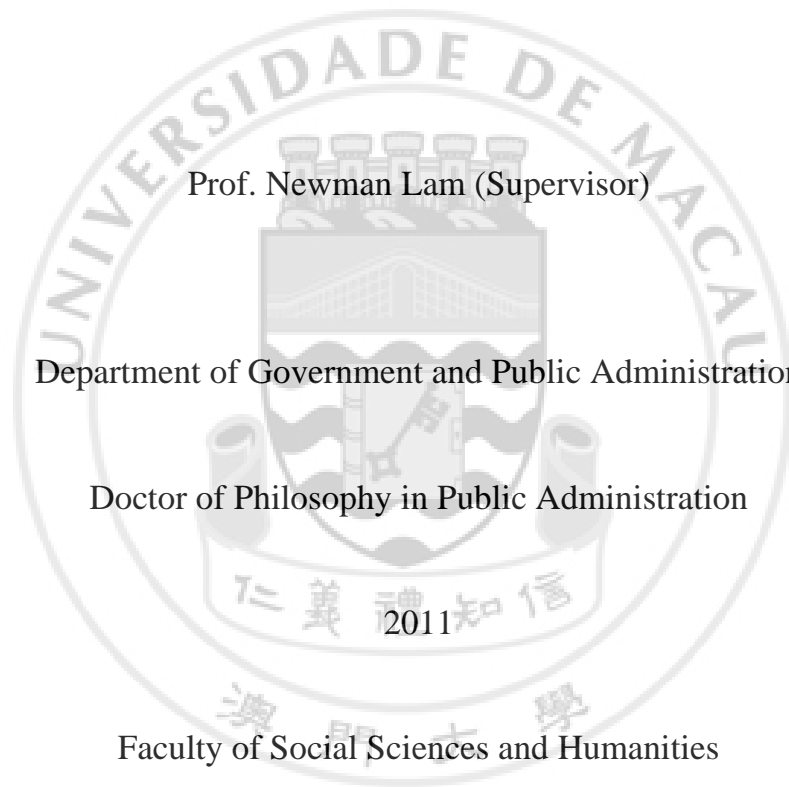 UNIVERSIDADE DE MACAU
Prof. Newman Lam (Supervisor)
Department of Government and Public Administration
Doctor of Philosophy in Public Administration
仁義禮知信
2011
澳門大學
Faculty of Social Sciences and Humanities